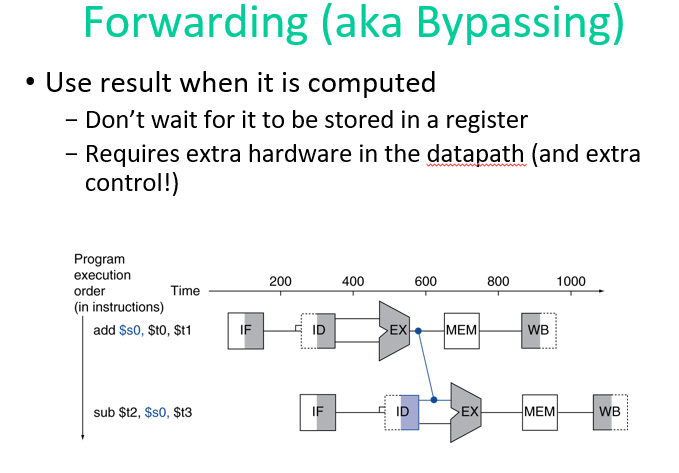 Forwarding (aka Bypassing)
• Use result when it is computed
– Don’t wait for it to be stored in a register
– Requires extra hardware in the datapath (and extra
control!)
Program
execution
order
(in instructions)
Time
200 400 600 800 1000
add $s0, $t0, $t1
IF ID EX MEM WB
sub $t2, $s0, $t3
IF ID EX MEM WB